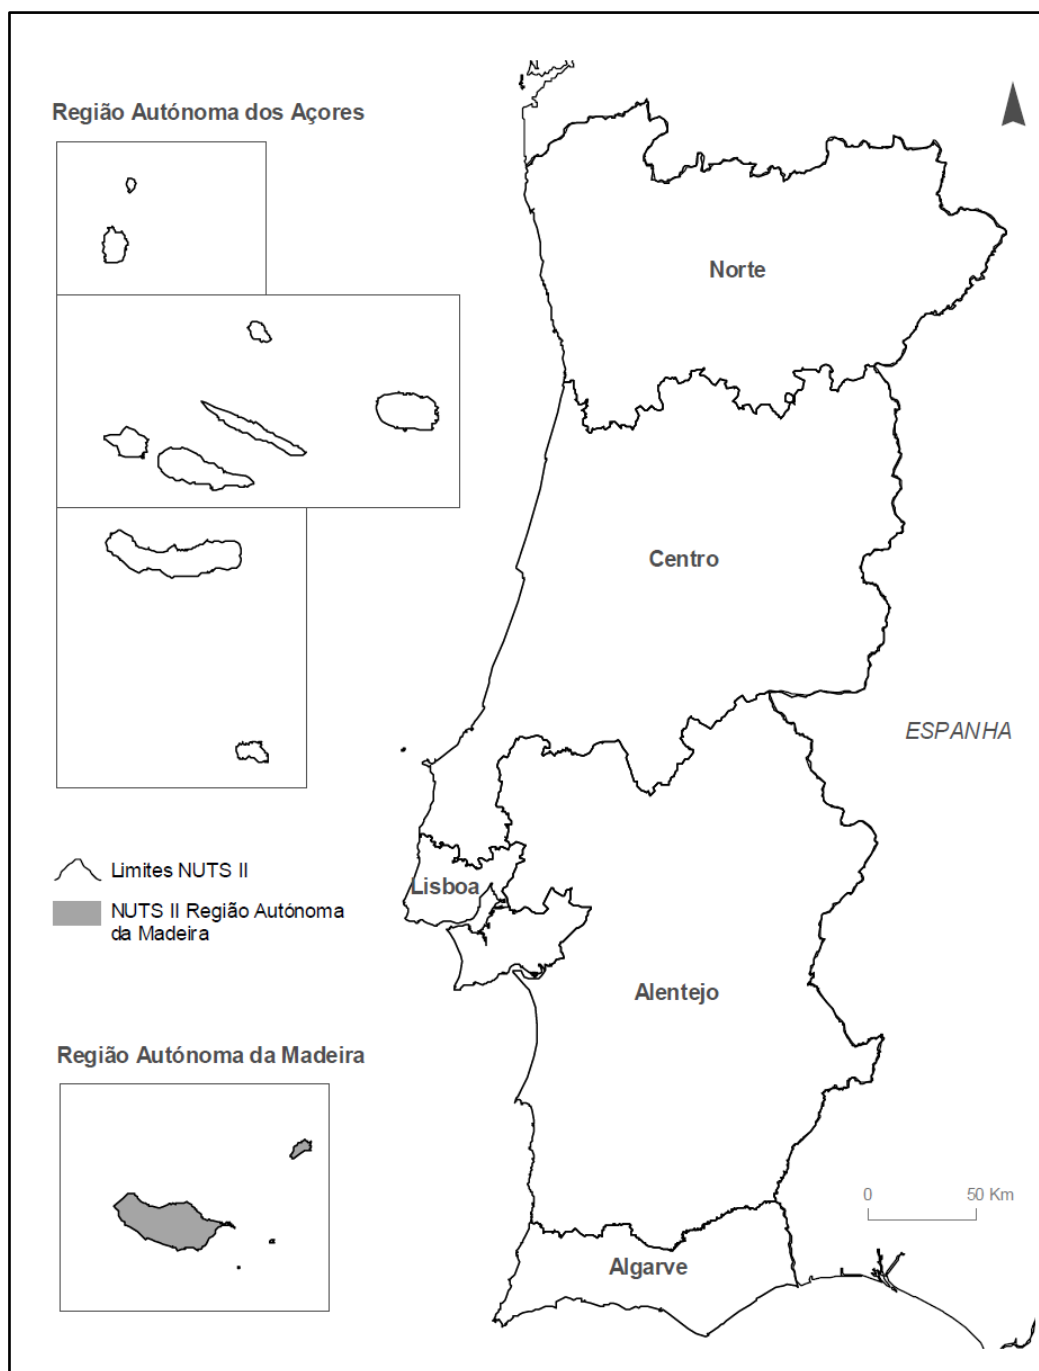 Região Autónoma dos Açores
Norte
Centro
ESPANHA
Limites NUTS II
Lisboa
NUTS II Região Autónoma
da Madeira
Alentejo
Região Autónoma da Madeira
0 50 Km
Algarve